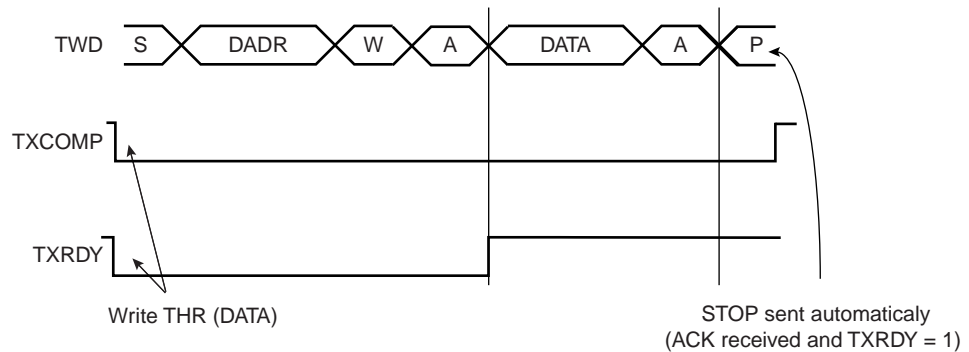 TWD S DADR W A DATA A P
TXCOMP
TXRDY
Write THR (DATA)
STOP sent automaticaly
(ACK received and TXRDY = 1)